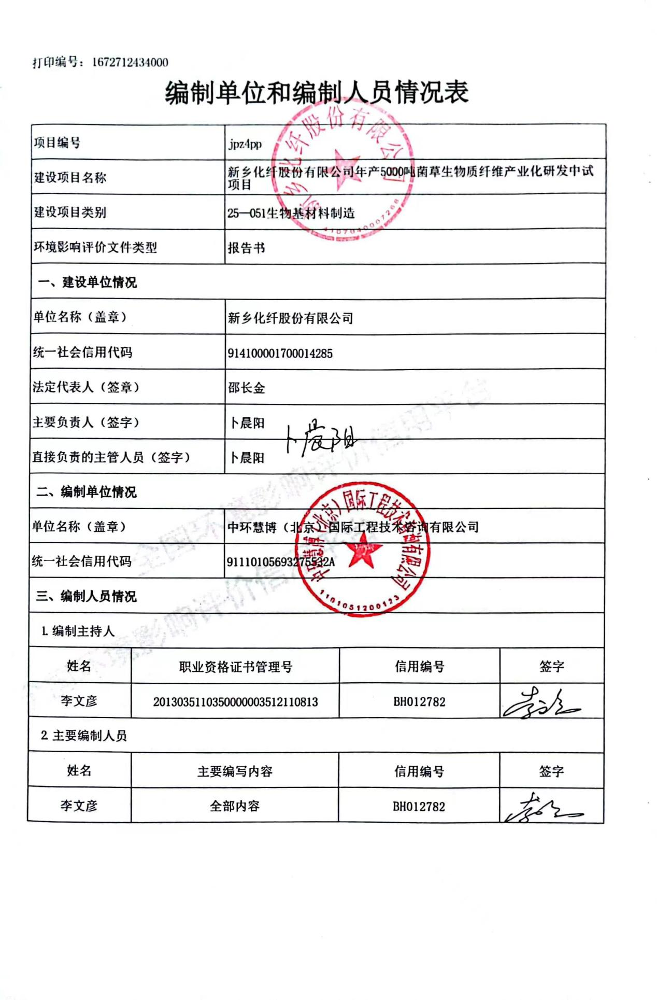 打印编号：1672712434000
编制单位和编制人员情况表
项目编号 jpz4pp
建设项目名称 新乡化纤股份有限公司年产5000吨菌草生物质纤维产业化研发中试
项目
建设项目类别 25—051生物基材料制造
环境影响评价文件类型 报告书
一、建设单位情况
单位名称（盖章） 新乡化纤股份有限公司
统一社会信用代码 914100001700014285
法定代表人（签章） 邵长金
主要负责人（签字） 卜晨阳
卜晨阳
直接负责的主管人员（签字） 卜晨阳
二、编制单位情况
单位名称（盖章） 中环慧博（北京）国际工程技术咨询有限公司
统一社会信用代码 91110105693275532A
三、编制人员情况
1.编制主持人
姓名 职业资格证书管理号 信用编号 签字
李文彦 2013035110350000003512110813 BH012782
2.主要编制人员
姓名 主要编写内容 信用编号 签字
李文彦 全部内容 BH012782
新乡化纤股份有限公司
4107040007268
中环慧博（北京）国际工程技术咨询有限公司
1101051200123
全国环境影响评价信用平台
全国环境影响评价信用平台